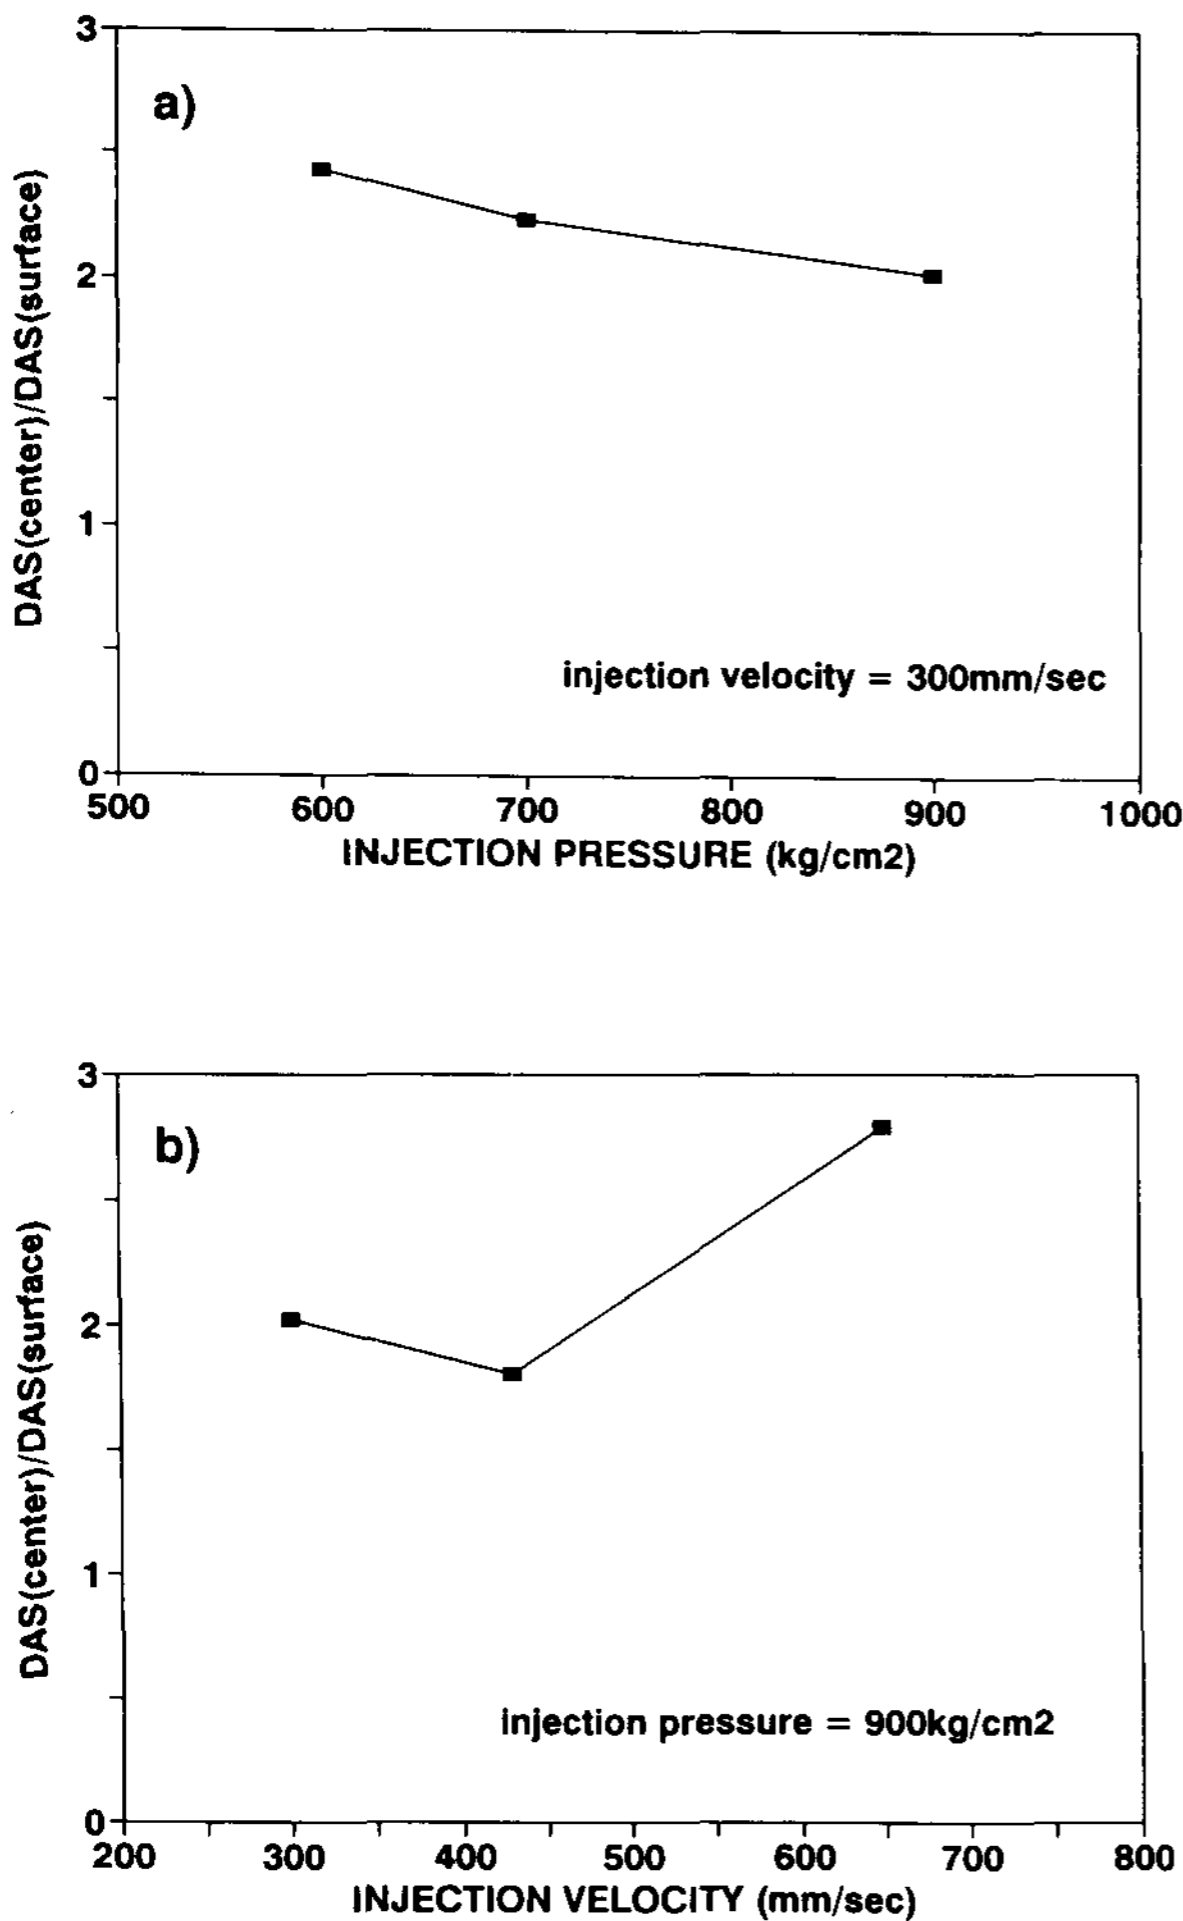 3
a)
2
1
0
DAS(center)/DAS(surface)
injection velocity = 300mm/sec
500 600 700 800 900 1000
INJECTION PRESSURE (kg/cm2)
3
b)
2
1
0
DAS(center)/DAS(surface)
injection pressure = 900kg/cm2
200 300 400 500 600 700 800
INJECTION VELOCITY (mm/sec)